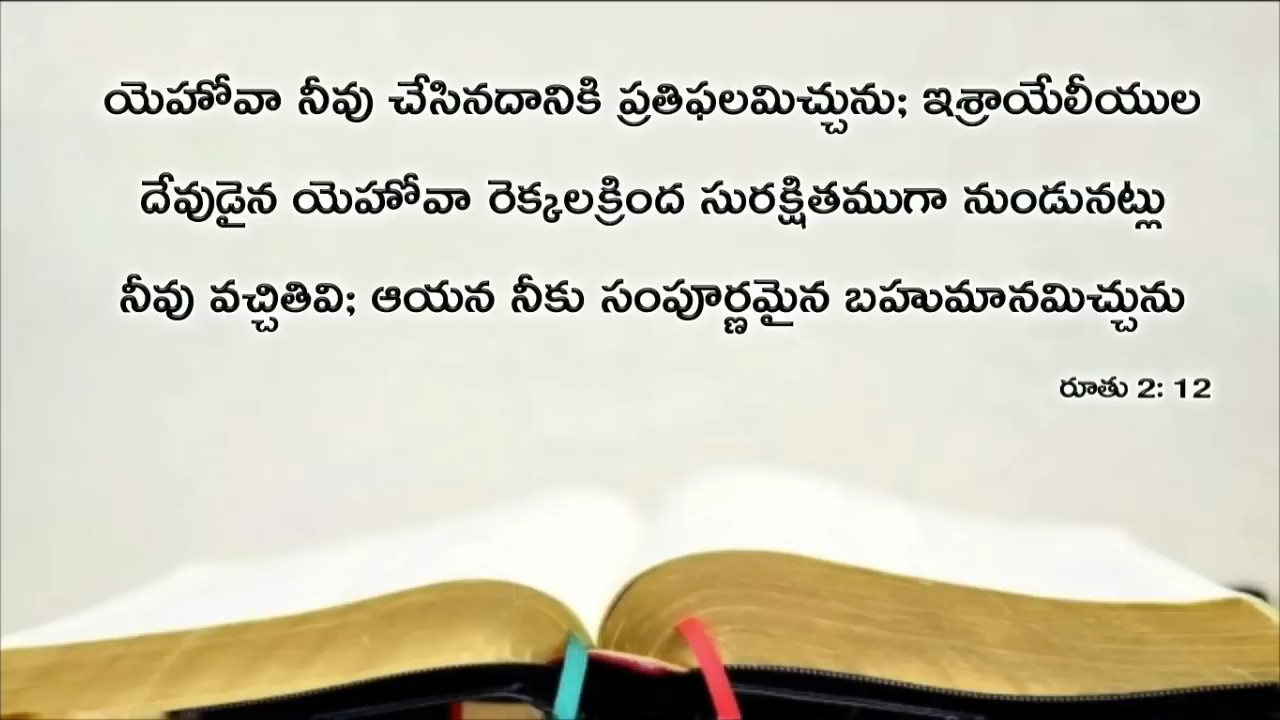 యెహోవా నీవు చేసినదానికి ప్రతిఫలమిచ్చును; ఇశ్రాయేలీయుల
దేవుడైన యెహోవా రెక్కలక్రింద సురక్షితముగా నుండునట్లు
నీవు వచ్చితివి; ఆయన నీకు సంపూర్ణమైన బహుమానమిచ్చును
రూతు 2: 12